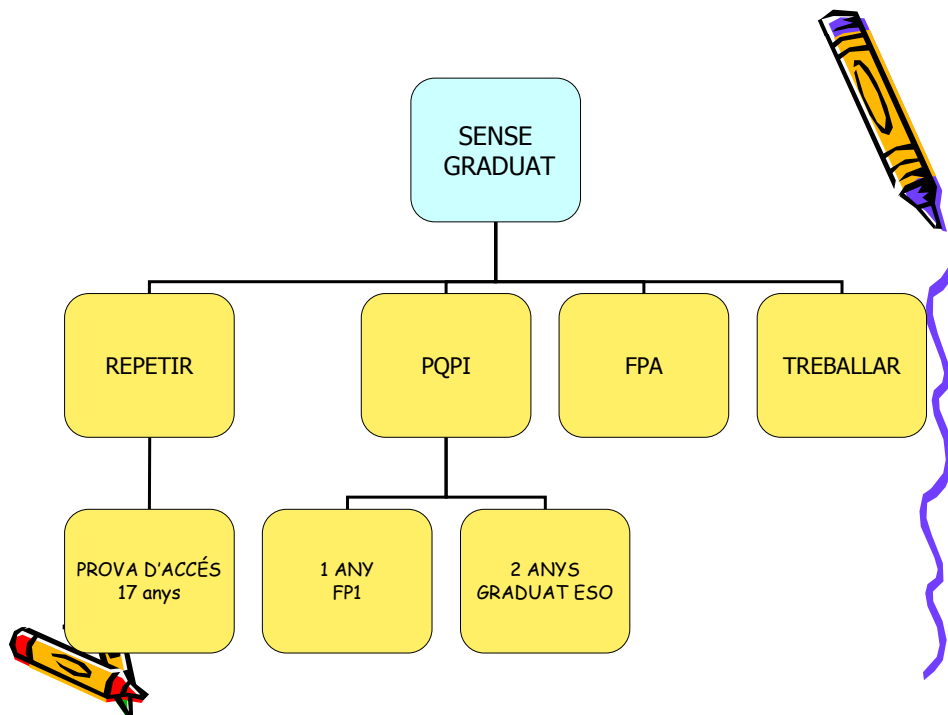 SENSE
GRADUAT
REPETIR
PQPI
FPA
TREBALLAR
PROVA D'ACCÉS
17 anys
1 ANY
FP1
2 ANYS
GRADUAT ESO